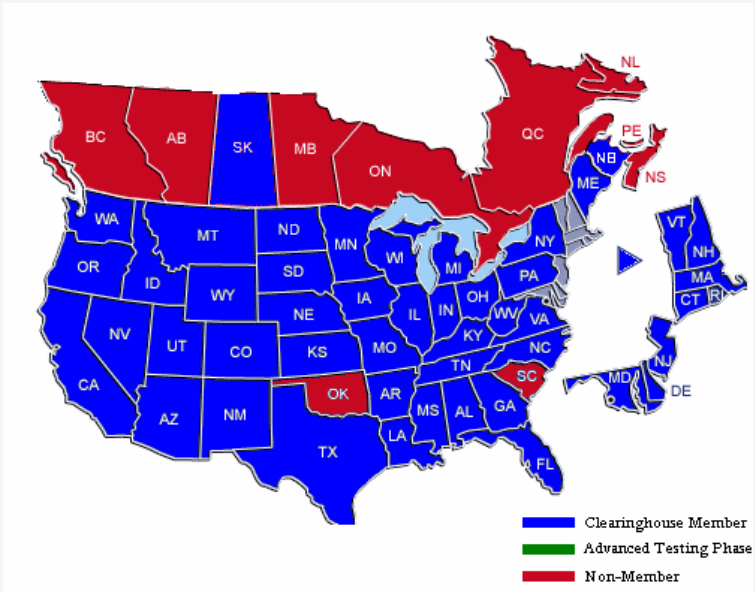 NL
BC
AB
SK
MB
ON
QC
PE
NB
NS
ME
WA
MT
ND
MN
VT
OR
ID
SD
WI
MI
NY
NH
WY
IA
PA
MA
NV
NE
IL
IN
OH
CT
RI
UT
CO
KS
MO
KY
WV
VA
NJ
CA
TN
NC
MD
DE
AZ
NM
OK
AR
SC
MS
AL
GA
TX
LA
FL
Clearinghouse Member
Advanced Testing Phase
Non-Member